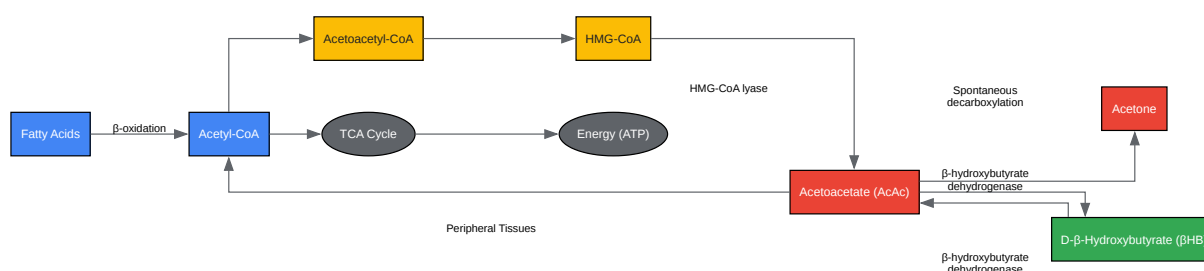 Acetoacetyl-CoA
HMG-CoA
HMG-CoA lyase
Spontaneous
decarboxylation
Acetone
Fatty Acids
β-oxidation
Acetyl-CoA
TCA Cycle
Energy (ATP)
Acetoacetate (AcAc)
β-hydroxybutyrate
dehydrogenase
Peripheral Tissues
D-β-Hydroxybutyrate (βHB
β-hydroxybutyrate
dehydrogenase